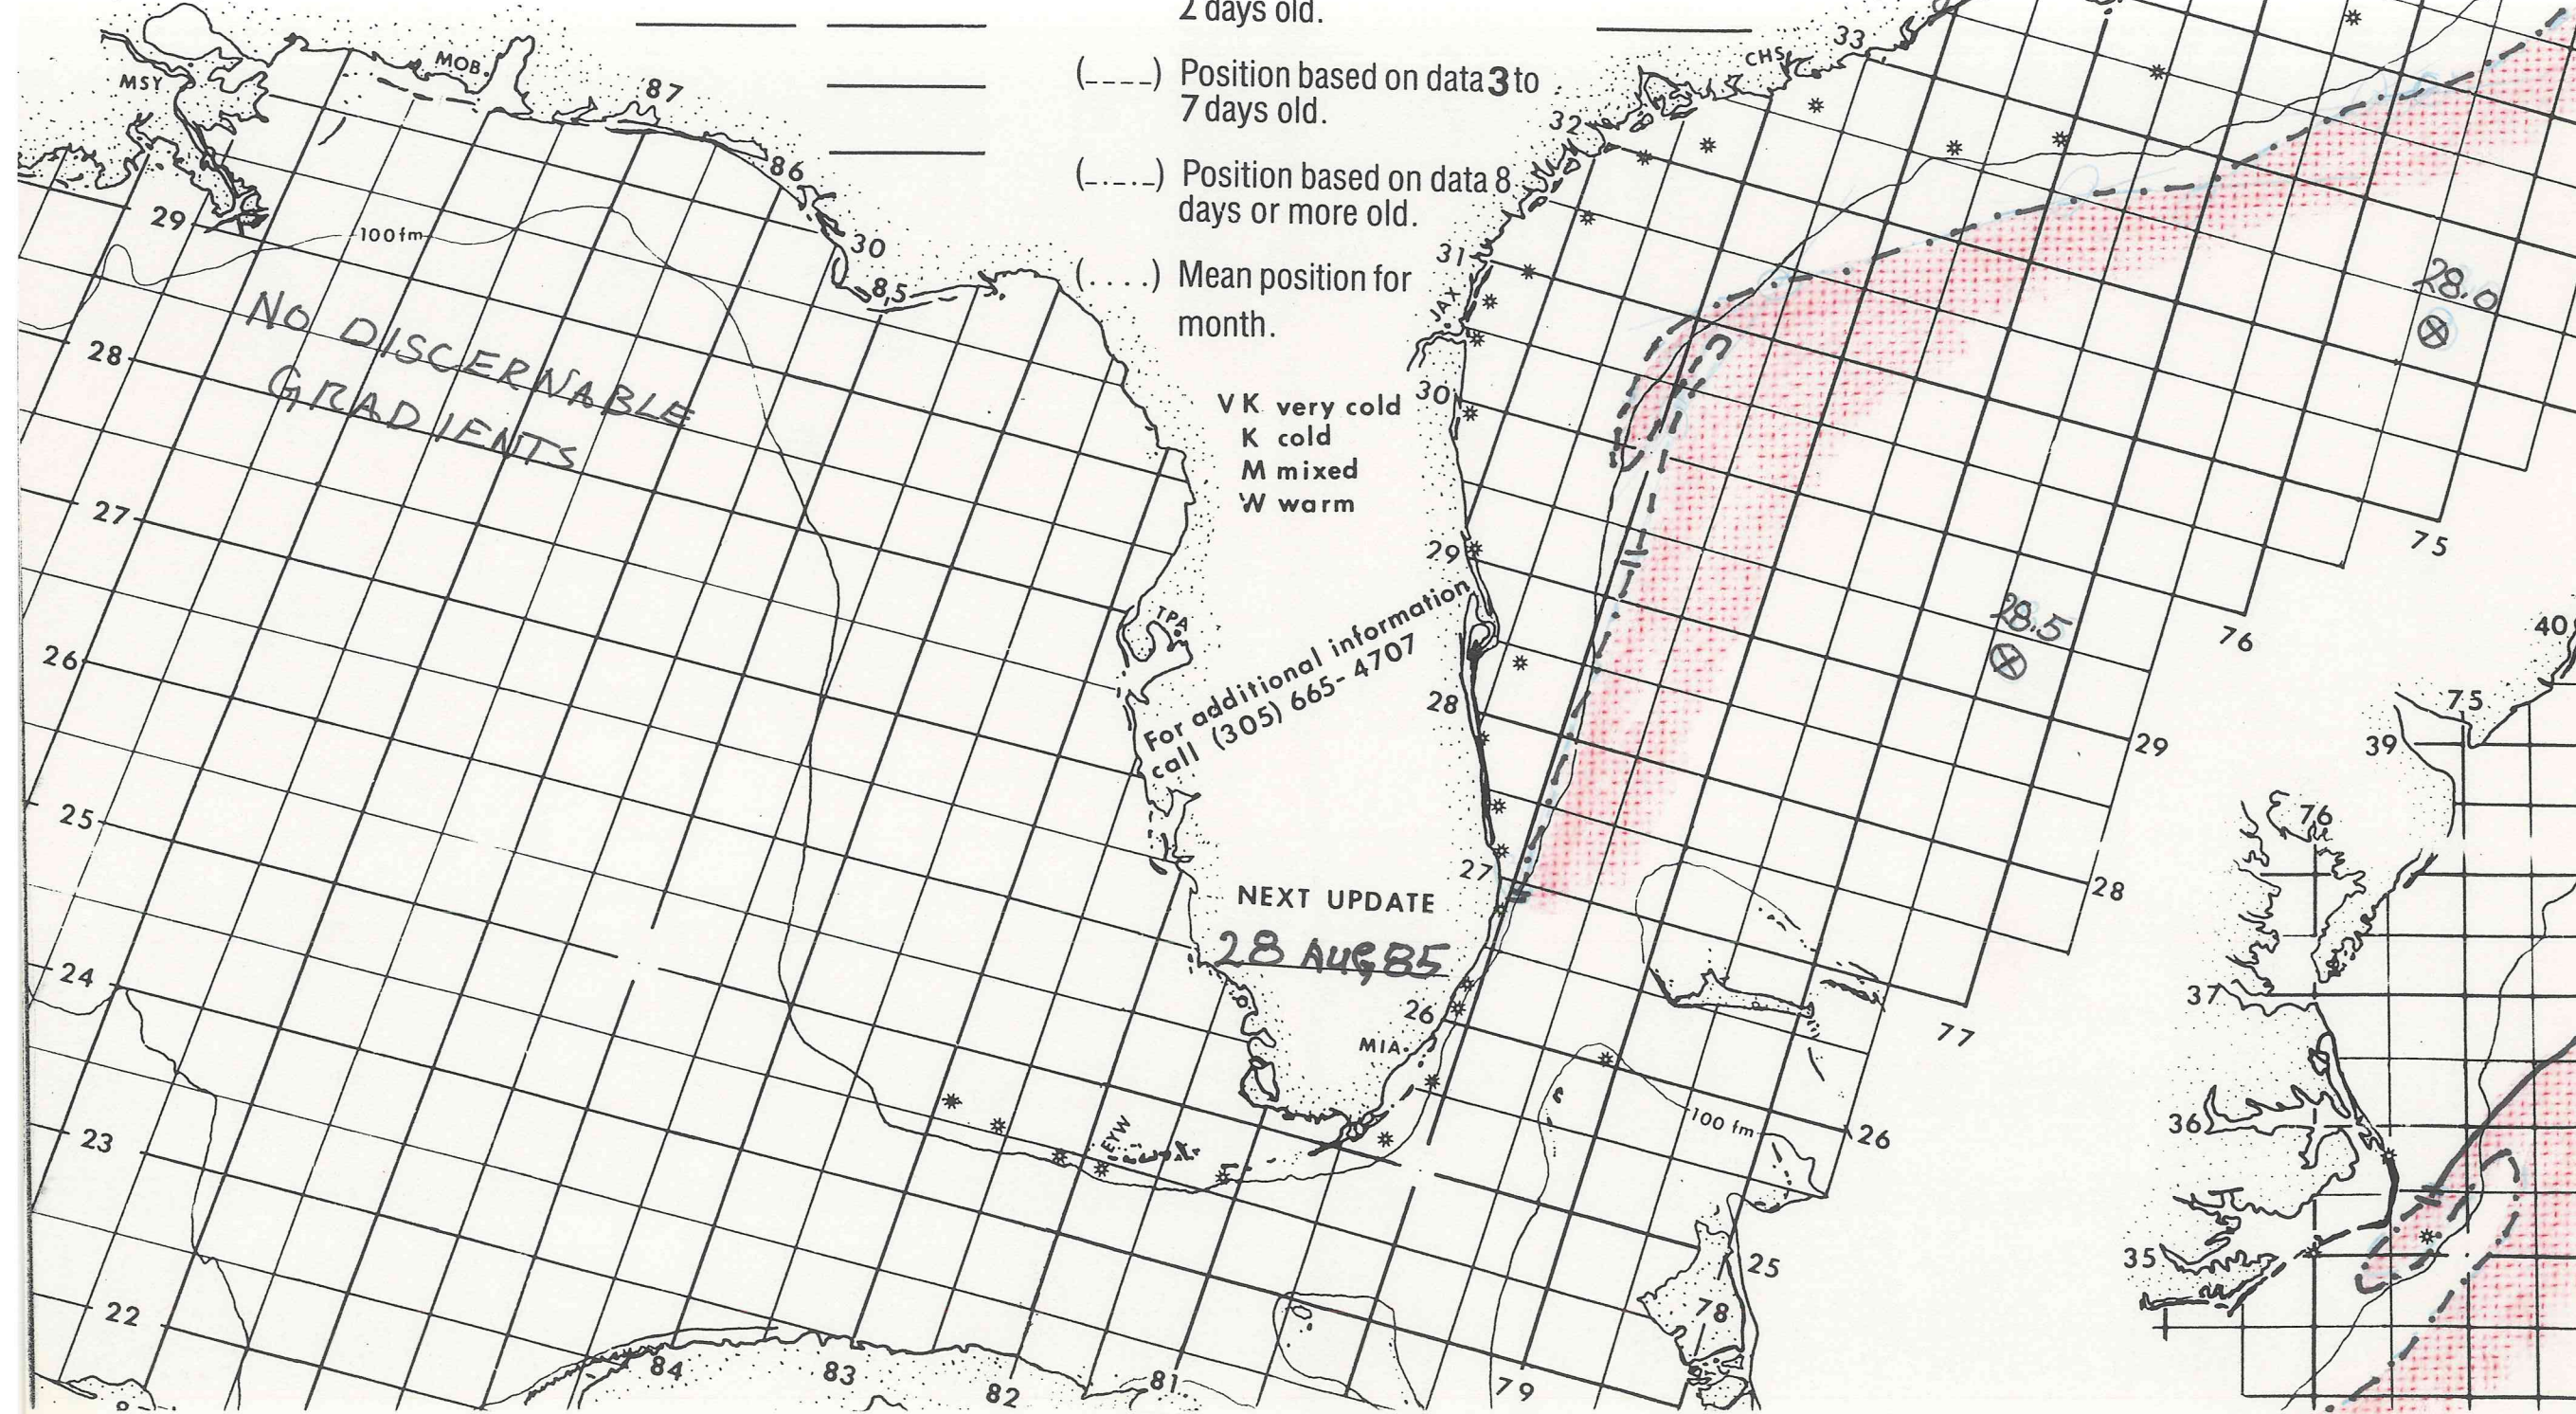 2 days old.
(----) Position based on data 3 to
7 days old.
(_._._) Position based on data 8
days or more old.
(....) Mean position for
month.
VK very cold
K cold
M mixed
W warm
For additional information
call (305) 665-4707
NEXT UPDATE
28 AUG 85
NO DISCERNABLE
GRADIENTS
MSY
MOB.
87
86
30
85
29
100 fm
28
27
26
25
24
23
22
84
83
82
81.
79
78
CHS
33
32
31
JAX
30
29
28
27
26
TPA
MIA.
EYW
100 fm
28.0
28.5
75
76
29
28
77
26
25
40
75
39
76
37
36
35